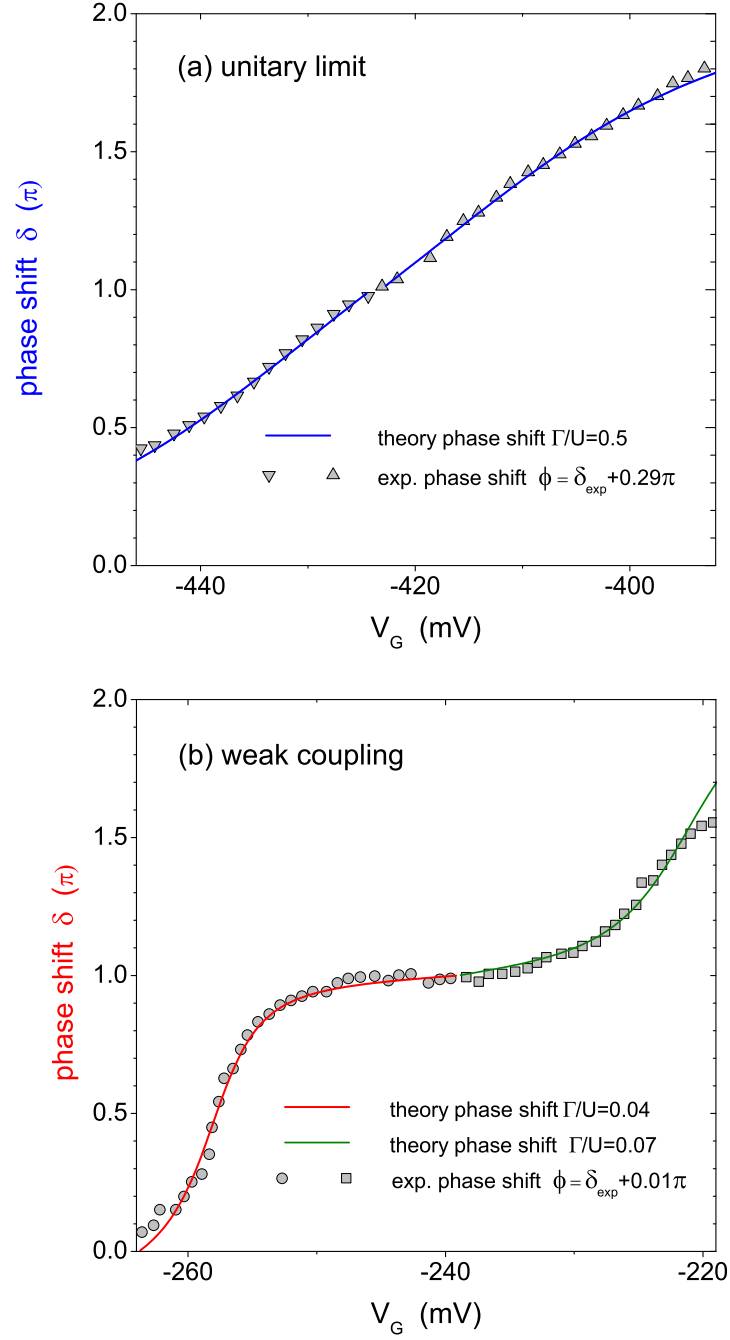 2.0
(a) unitary limit
1.5
1.0
phase shift δ (π)
0.5
theory phase shift Γ/U=0.5
exp. phase shift ϕ = δexp+0.29π
0.0
-440
-420
-400
VG (mV)
2.0
(b) weak coupling
1.5
1.0
phase shift δ (π)
0.5
theory phase shift Γ/U=0.04
theory phase shift Γ/U=0.07
exp. phase shift ϕ = δexp+0.01π
0.0
-260
-240
-220
VG (mV)